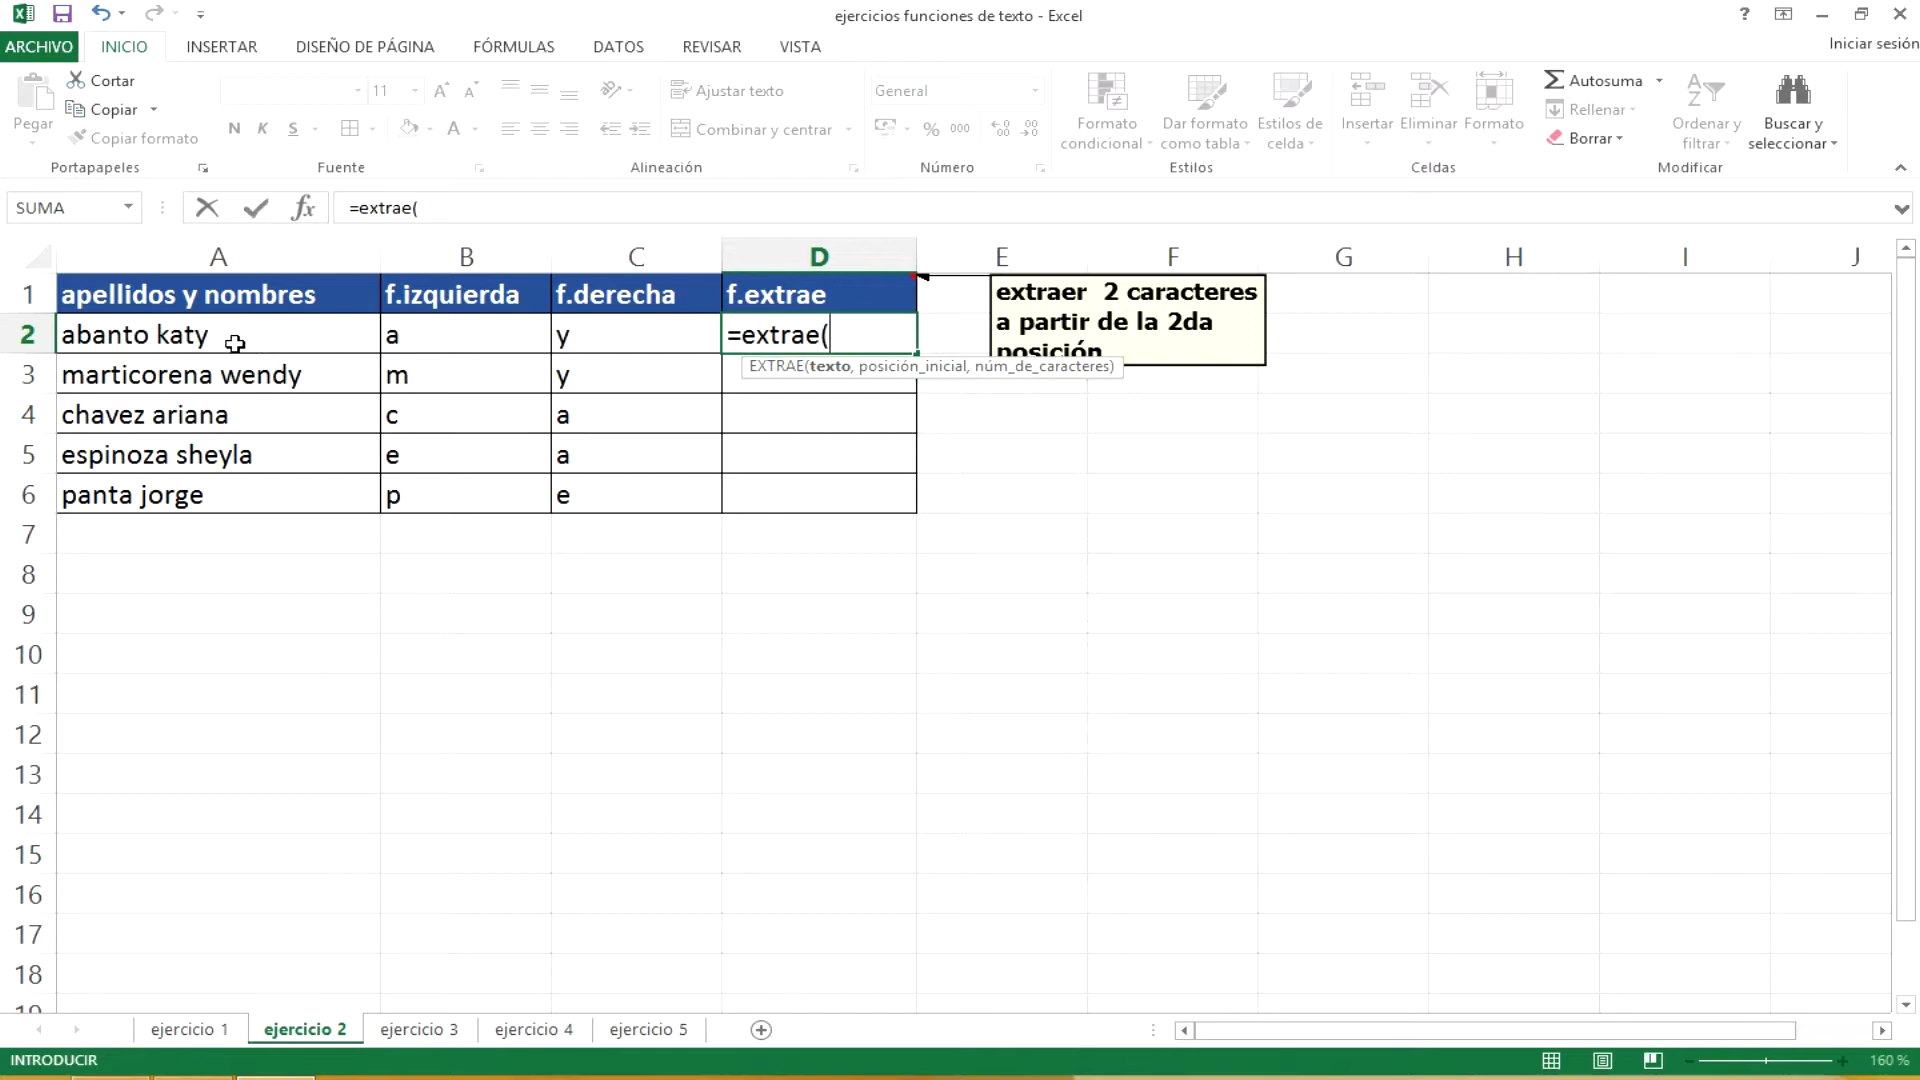 ejercicios funciones de texto - Excel
?
ARCHIVO INICIO INSERTAR DISEÑO DE PÁGINA FÓRMULAS DATOS REVISAR VISTA Iniciar sesión
Pegar
Cortar
Copiar
Copiar formato
Portapapeles
11
N K S
Fuente
Ajustar texto
Combinar y centrar
Alineación
General
% 000
Número
Formato condicional
Dar formato como tabla
Estilos de celda
Estilos
Insertar Eliminar Formato
Celdas
Autosuma
Rellenar
Borrar
Ordenar y filtrar
Buscar y seleccionar
Modificar
SUMA fx =extrae(
A B C D E F G H I J
1 apellidos y nombres f.izquierda f.derecha f.extrae
2 abanto katy a y =extrae(
extraer 2 caracteres
a partir de la 2da
posición
EXTRAE(texto, posición_inicial, núm_de_caracteres)
3 marticorena wendy m y
4 chavez ariana c a
5 espinoza sheyla e a
6 panta jorge p e
7
8
9
10
11
12
13
14
15
16
17
18
19
ejercicio 1 ejercicio 2 ejercicio 3 ejercicio 4 ejercicio 5
INTRODUCIR 160 %